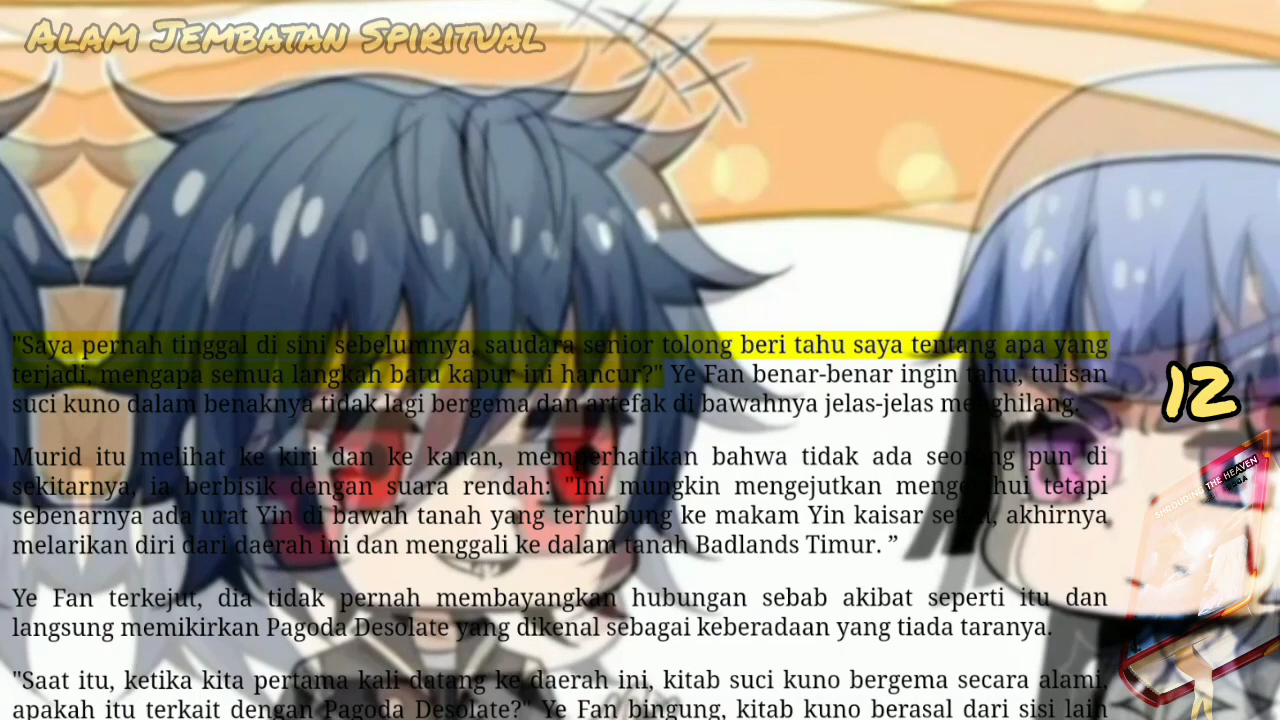 Alam Jembatan Spiritual
"Saya pernah tinggal di sini sebelumnya, saudara senior tolong beri tahu saya tentang apa yang
terjadi, mengapa semua langkah batu kapur ini hancur?" Ye Fan benar-benar ingin tahu, tulisan
suci kuno dalam benaknya tidak lagi bergema dan artefak di bawahnya jelas-jelas menghilang.
12
Murid itu melihat ke kiri dan ke kanan, memperhatikan bahwa tidak ada seorang pun di
sekitarnya, ia berbisik dengan suara rendah: "Ini mungkin mengejutkan mengetahui tetapi
sebenarnya ada urat Yin di bawah tanah yang terhubung ke makam Yin kaisar setan, akhirnya
melarikan diri dari daerah ini dan menggali ke dalam tanah Badlands Timur. ”
SHROUDING THE HEAVEN
Ye Fan terkejut, dia tidak pernah membayangkan hubungan sebab akibat seperti itu dan
langsung memikirkan Pagoda Desolate yang dikenal sebagai keberadaan yang tiada taranya.
"Saat itu, ketika kita pertama kali datang ke daerah ini, kitab suci kuno bergema secara alami,
apakah itu terkait dengan Pagoda Desolate?" Ye Fan bingung, kitab kuno berasal dari sisi lain